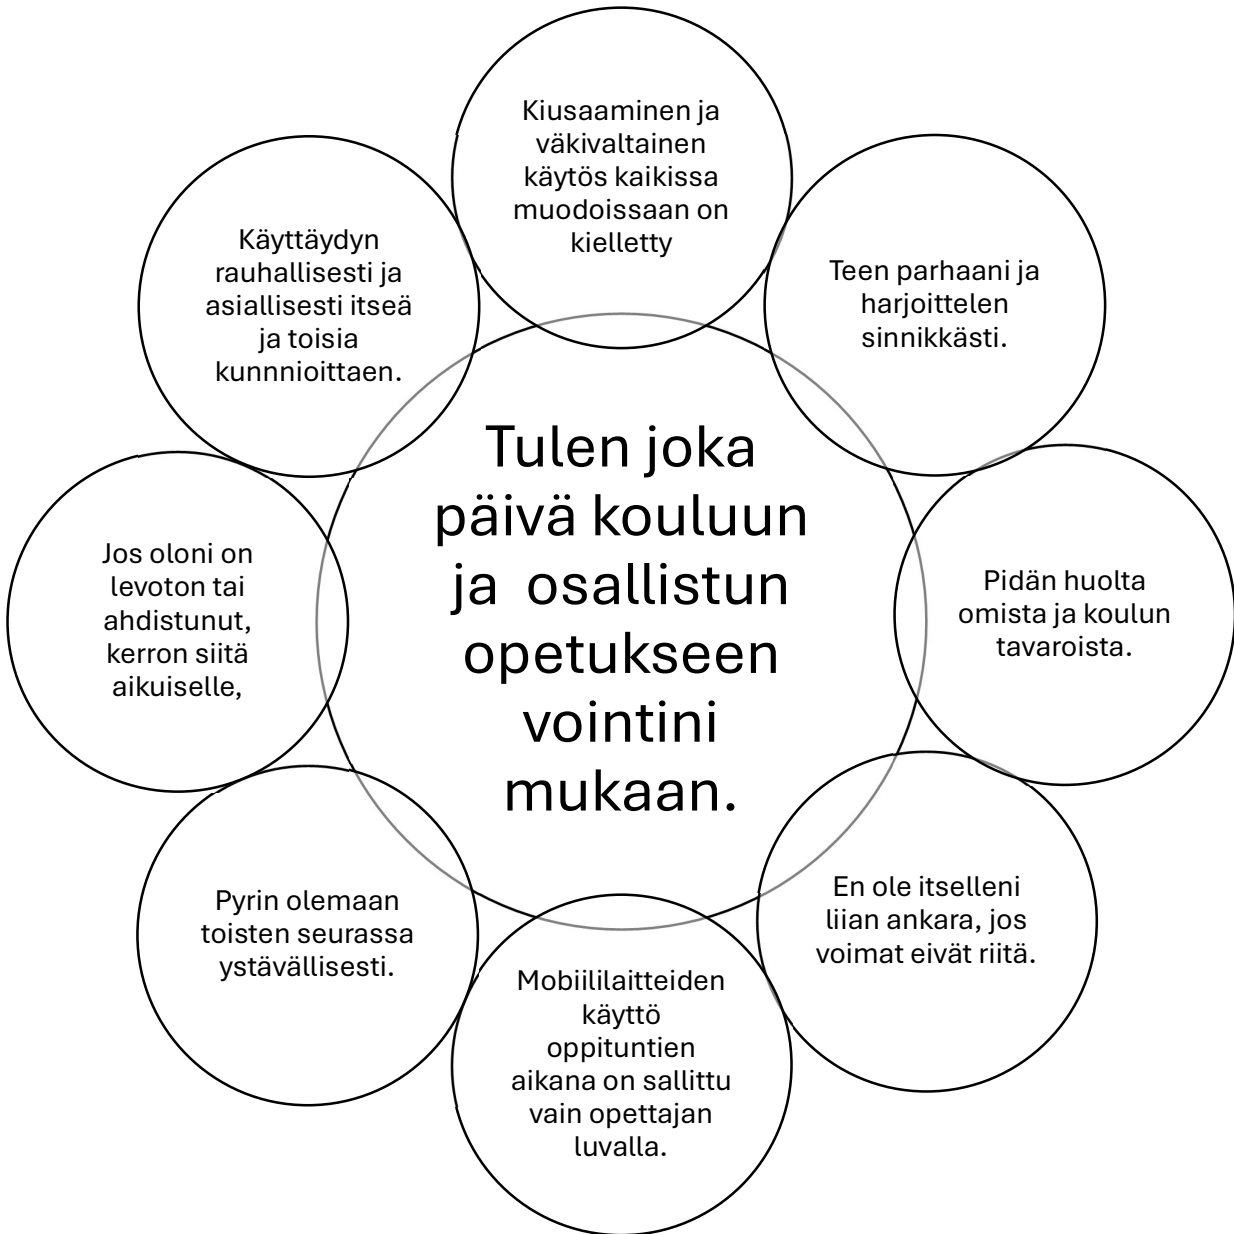 Kiusaaminen ja
väkivaltainen
käytös kaikissa
muodoissaan on
kielletty
Teen parhaani ja
harjoittelen
sinnikkästi.
Pidän huolta
omista ja koulun
tavaroista.
En ole itselleni
liian ankara, jos
voimat eivät riitä.
Mobiililaitteiden
käyttö
oppituntien
aikana on sallittu
vain opettajan
luvalla.
Pyrin olemaan
toisten seurassa
ystävällisesti.
Jos oloni on
levoton tai
ahdistunut,
kerron siitä
aikuiselle,
Käyttäydyn
rauhallisesti ja
asiallisesti itseä
ja toisia
kunnnioittaen.
Tulen joka
päivä kouluun
ja  osallistun
opetukseen
vointini
mukaan.